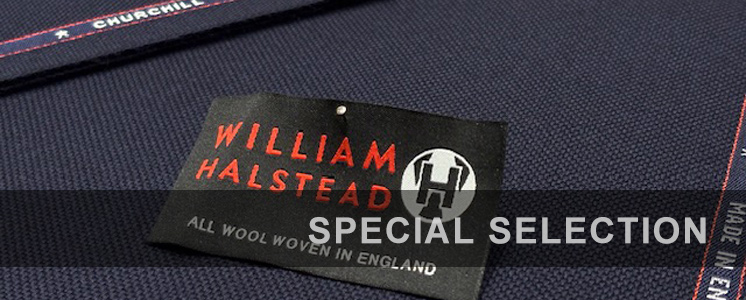 * CHURCHILL
WILLIAM
HALSTEAD
H
ALL WOOL WOVEN IN ENGLAND
SPECIAL SELECTION
MADE IN EN